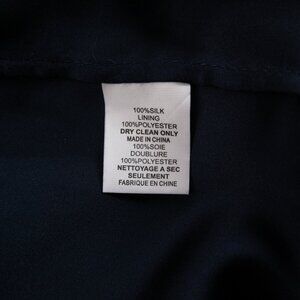 100%SILK
LINING
100%POLYESTER
DRY CLEAN ONLY
MADE IN CHINA
100%SOIE
DOUBLURE
100%POLYESTER
NETTOYAGE A SEC
SEULEMENT
FABRIQUE EN CHINE